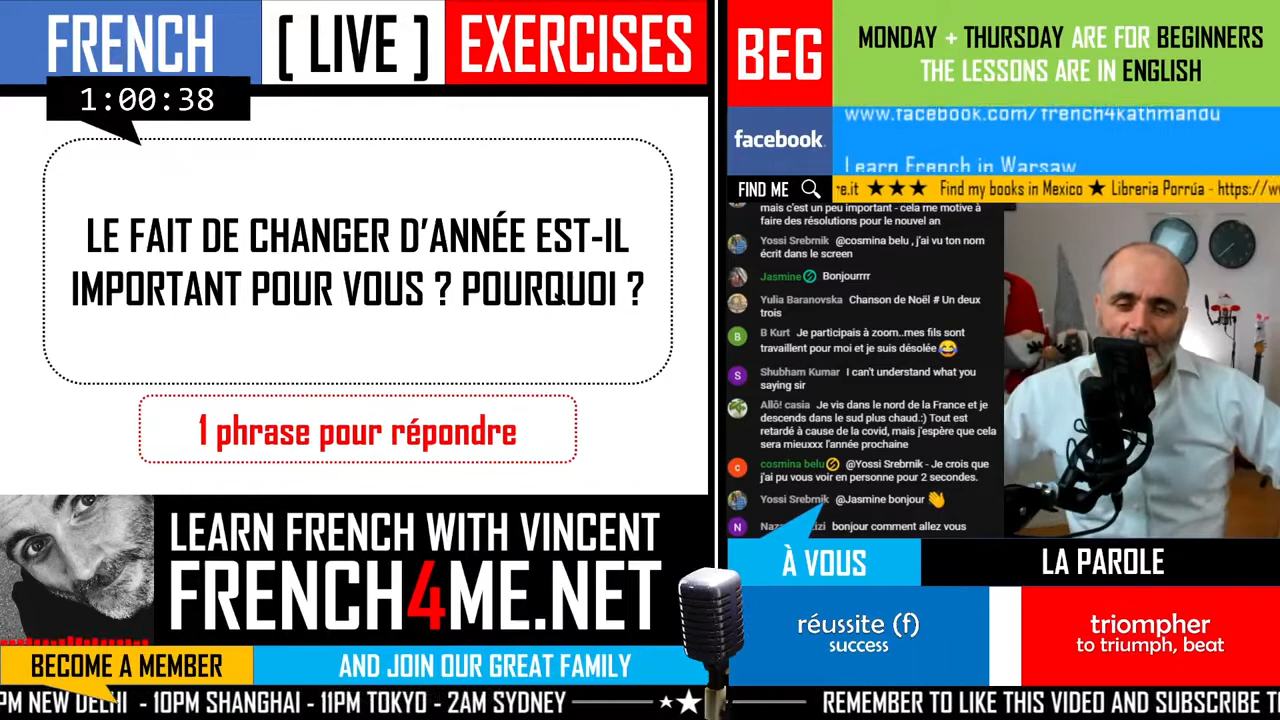 FRENCH
[ LIVE ]
EXERCISES
1:00:38
LE FAIT DE CHANGER D'ANNÉE EST-IL
IMPORTANT POUR VOUS ? POURQUOI ?
1 phrase pour répondre
LEARN FRENCH WITH VINCENT
FRENCH4ME.NET
BECOME A MEMBER
AND JOIN OUR GREAT FAMILY
BEG
MONDAY + THURSDAY ARE FOR BEGINNERS
THE LESSONS ARE IN ENGLISH
facebook.
www.facebook.com/french4kathmandu
Learn French in Warsaw
FIND ME
re.it ★★★ Find my books in Mexico ★ Libreria Porrúa - https://w
mais c'est un peu important - cela me motive à
faire des résolutions pour le nouvel an
Yossi Srebrnik @cosmina belu , j'ai vu ton nom
écrit dans le screen
Jasmine Bonjourrrr
Yulia Baranovska Chanson de Noël # Un deux
trois
B B Kurt Je participais à zoom..mes fils sont
travaillent pour moi et je suis désolée 😂
S Shubham Kumar I can't understand what you
saying sir
Allô! casia Je vis dans le nord de la France et je
descends dans le sud plus chaud.:) Tout est
retardé à cause de la covid, mais j'espère que cela
sera mieuxxx l'année prochaine
c cosmina belu @Yossi Srebrnik - Je crois que
j'ai pu vous voir en personne pour 2 secondes.
Yossi Srebrnik @Jasmine bonjour 👋
N bonjour comment allez vous
À VOUS
LA PAROLE
réussite (f)
success
triompher
to triumph, beat
PM NEW DELHI - 10PM SHANGHAI - 11PM TOKYO - 2AM SYDNEY
REMEMBER TO LIKE THIS VIDEO AND SUBSCRIBE T